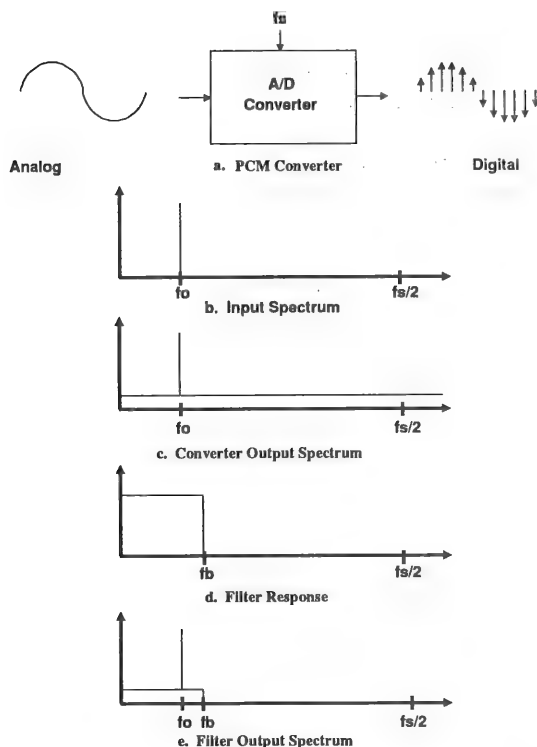 fs
A/D
Converter
Analog
a. PCM Converter
Digital
fo
fs/2
b. Input Spectrum
fo
fs/2
c. Converter Output Spectrum
fb
fs/2
d. Filter Response
fo
fb
fs/2
e. Filter Output Spectrum